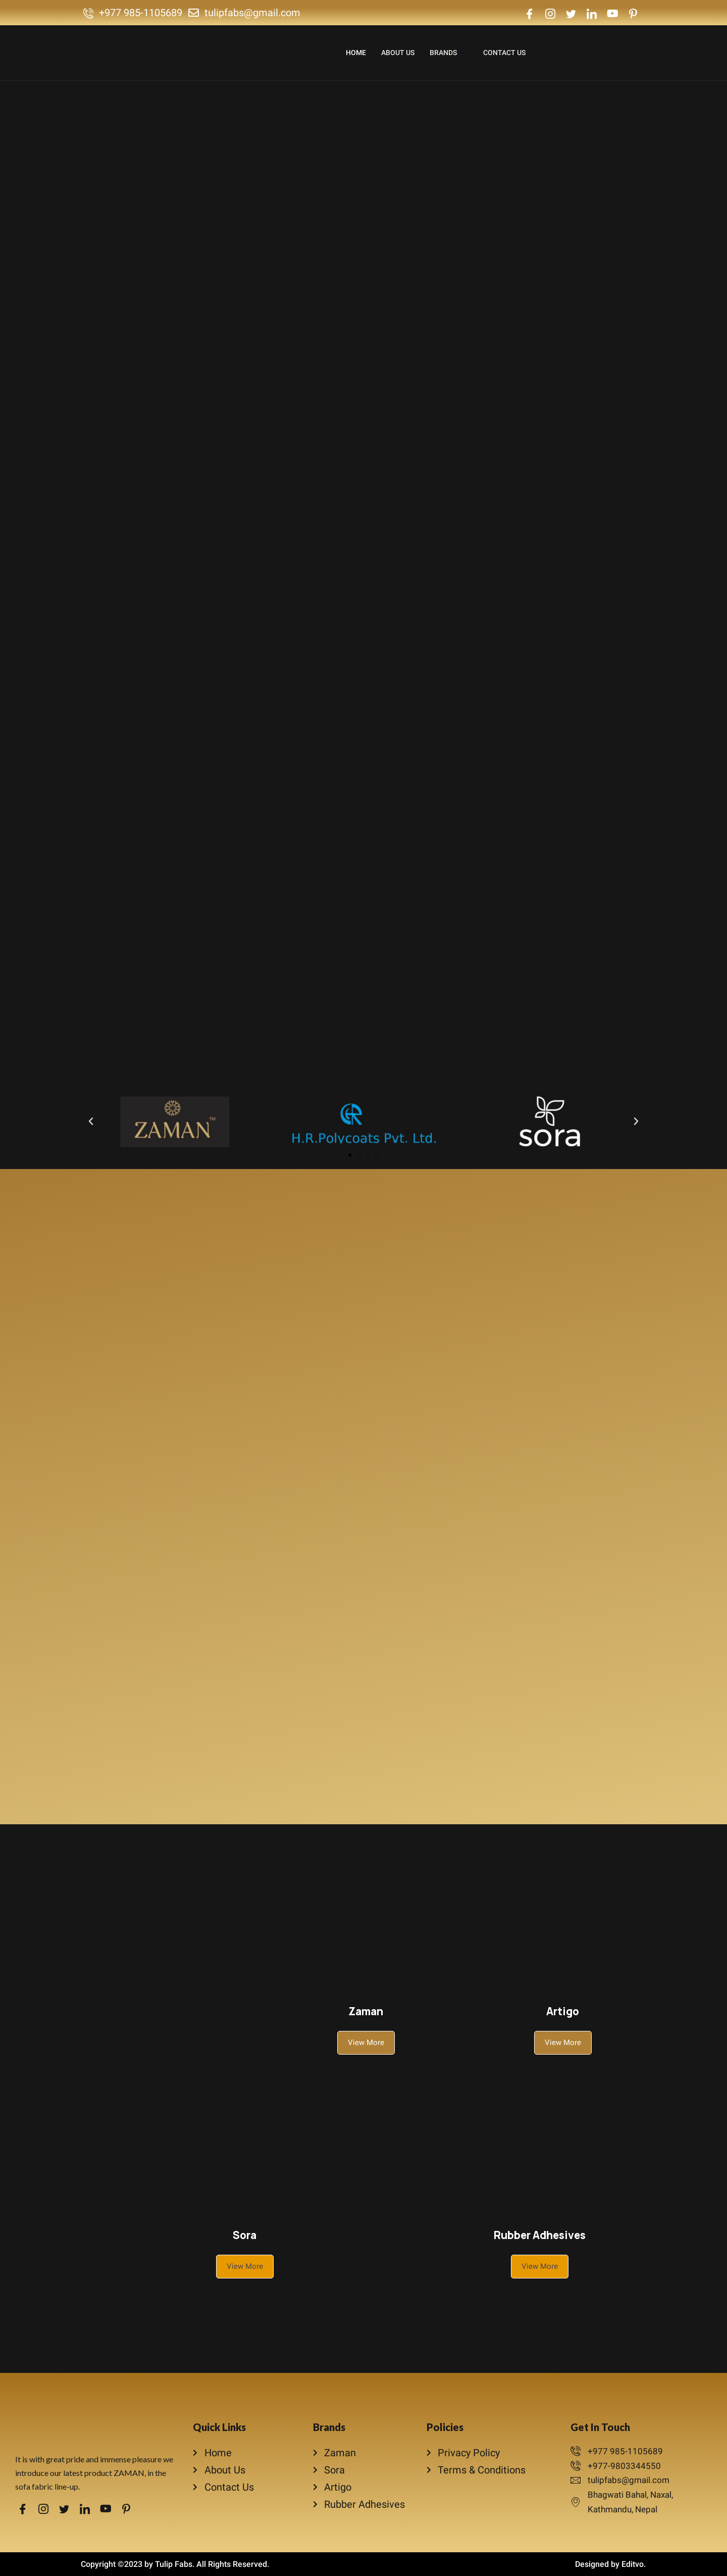 +977 985-1105689 tulipfabs@gmail.com
HOME ABOUT US BRANDS CONTACT US
ZAMAN™
H.R.Polycoats Pvt. Ltd.
sora
Zaman
View More
Artigo
View More
Sora
View More
Rubber Adhesives
View More
It is with great pride and immense pleasure we
introduce our latest product ZAMAN, in the
sofa fabric line-up.
Quick Links
Home
About Us
Contact Us
Brands
Zaman
Sora
Artigo
Rubber Adhesives
Policies
Privacy Policy
Terms & Conditions
Get In Touch
+977 985-1105689
+977-9803344550
tulipfabs@gmail.com
Bhagwati Bahal, Naxal,
Kathmandu, Nepal
Copyright ©2023 by Tulip Fabs. All Rights Reserved.
Designed by Editvo.